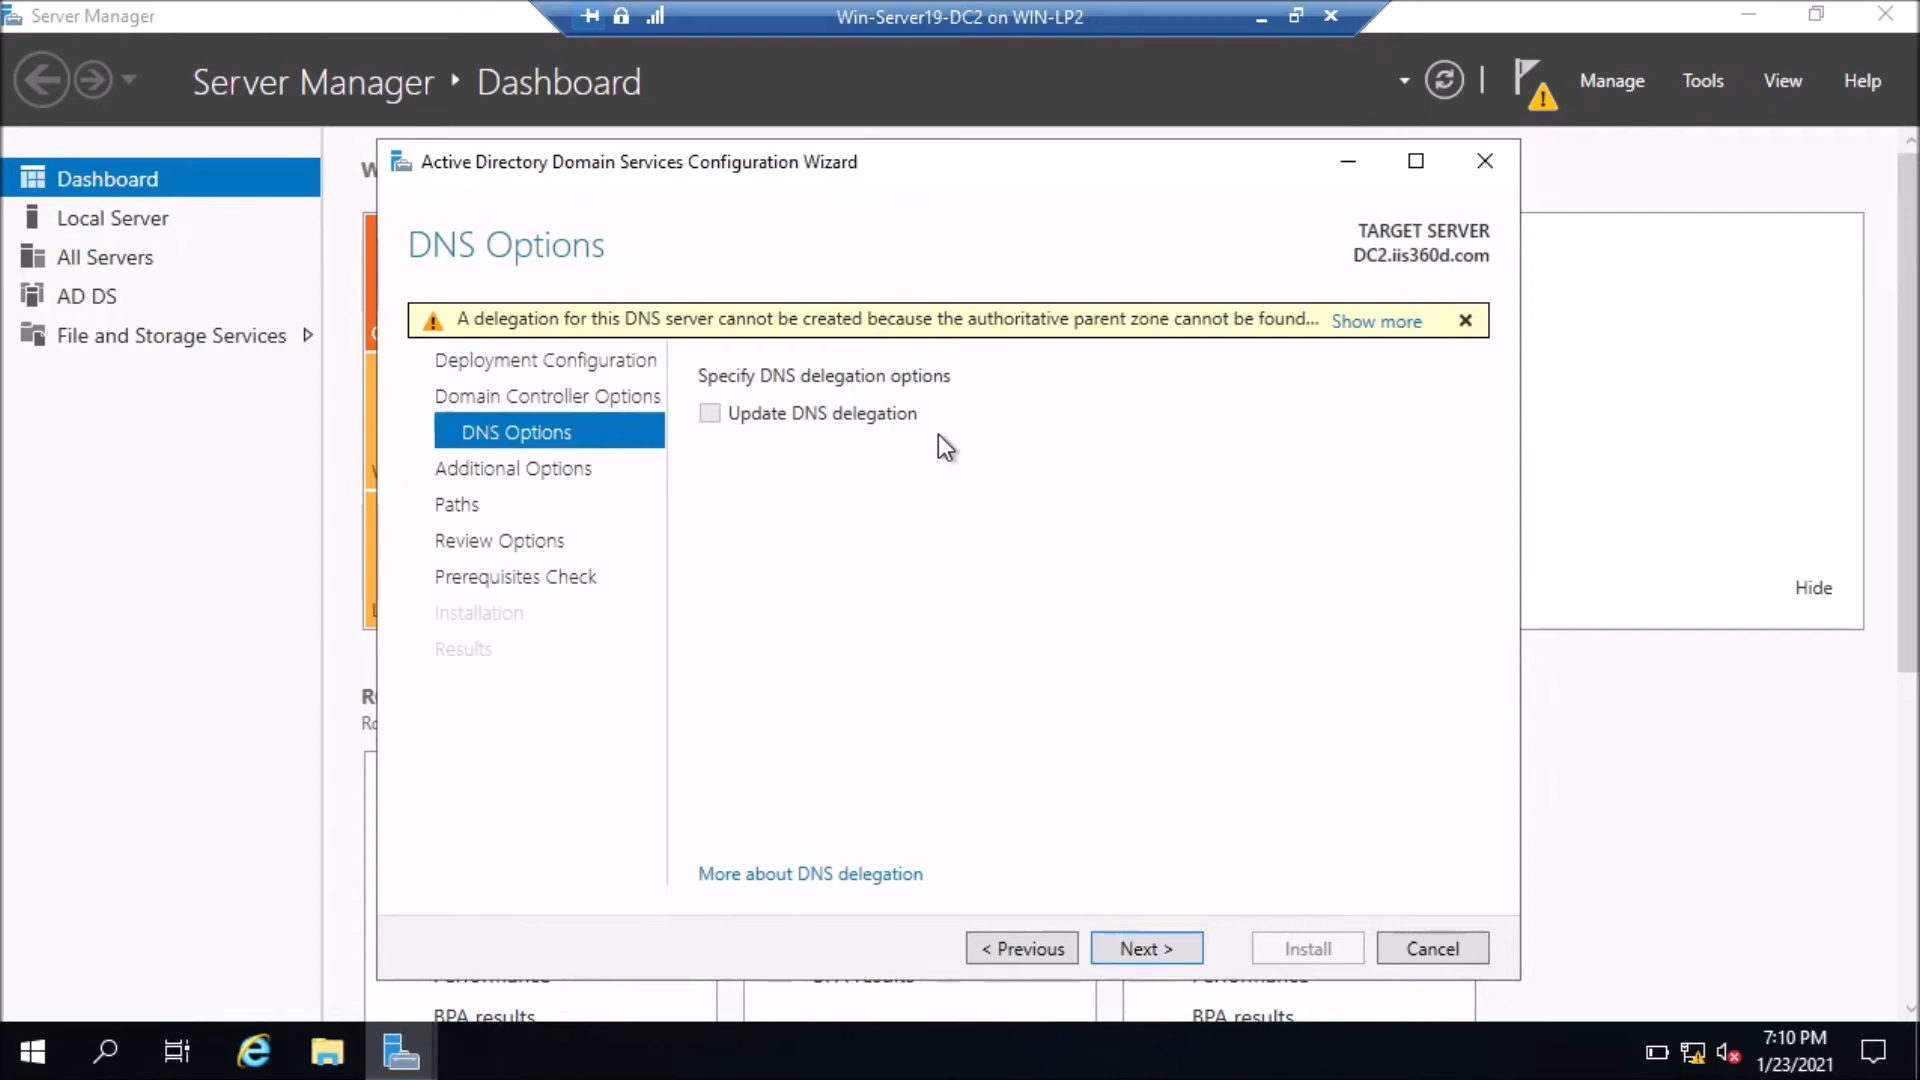 Server Manager
Win-Server19-DC2 on WIN-LP2
Server Manager ‣ Dashboard
Manage Tools View Help
Dashboard
Local Server
All Servers
AD DS
File and Storage Services
Active Directory Domain Services Configuration Wizard
DNS Options
TARGET SERVER
DC2.iis360d.com
A delegation for this DNS server cannot be created because the authoritative parent zone cannot be found... Show more
Deployment Configuration
Domain Controller Options
DNS Options
Additional Options
Paths
Review Options
Prerequisites Check
Installation
Results
Specify DNS delegation options
Update DNS delegation
More about DNS delegation
Hide
< Previous
Next >
Install
Cancel
BPA results
BPA results
7:10 PM
1/23/2021